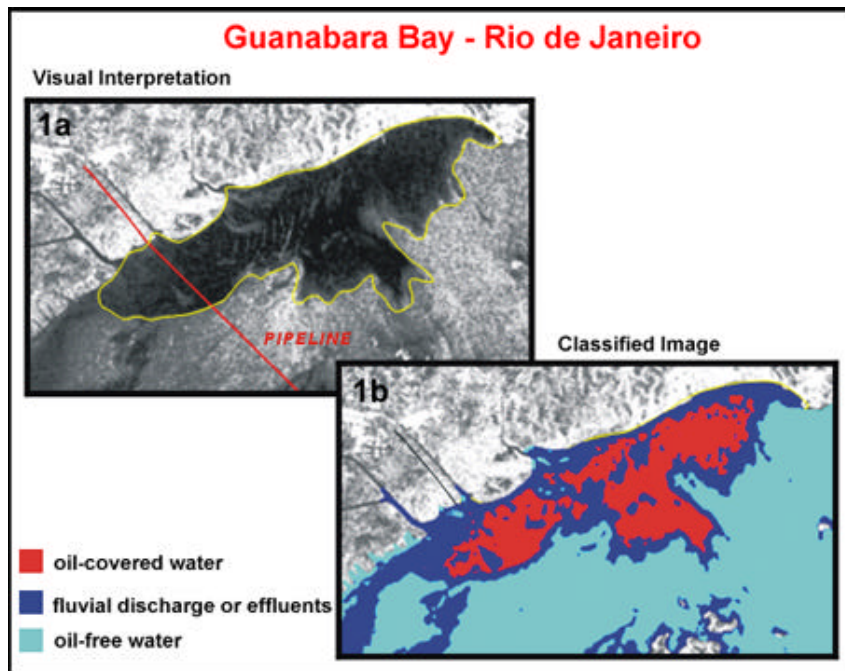 Guanabara Bay - Rio de Janeiro
Visual Interpretation
1a
PIPELINE
Classified Image
1b
oil-covered water
fluvial discharge or effluents
oil-free water